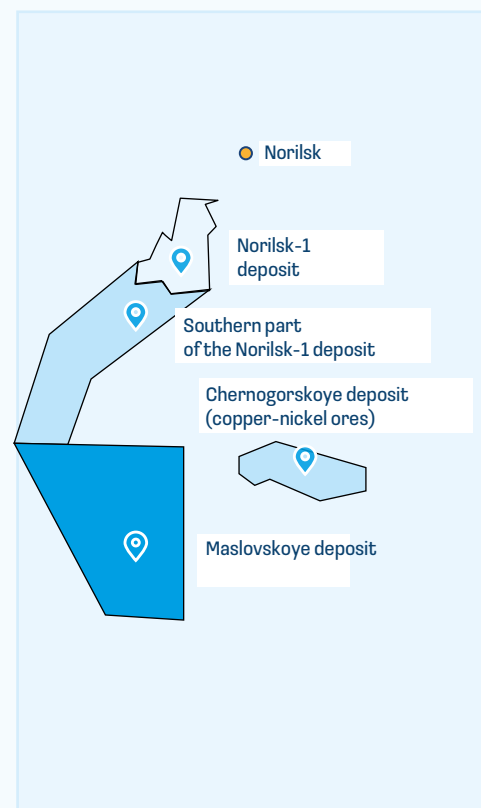 Norilsk
Norilsk-1
deposit
Southern part
of the Norilsk-1 deposit
Chernogorskoye deposit
(copper-nickel ores)
Maslovskoye deposit